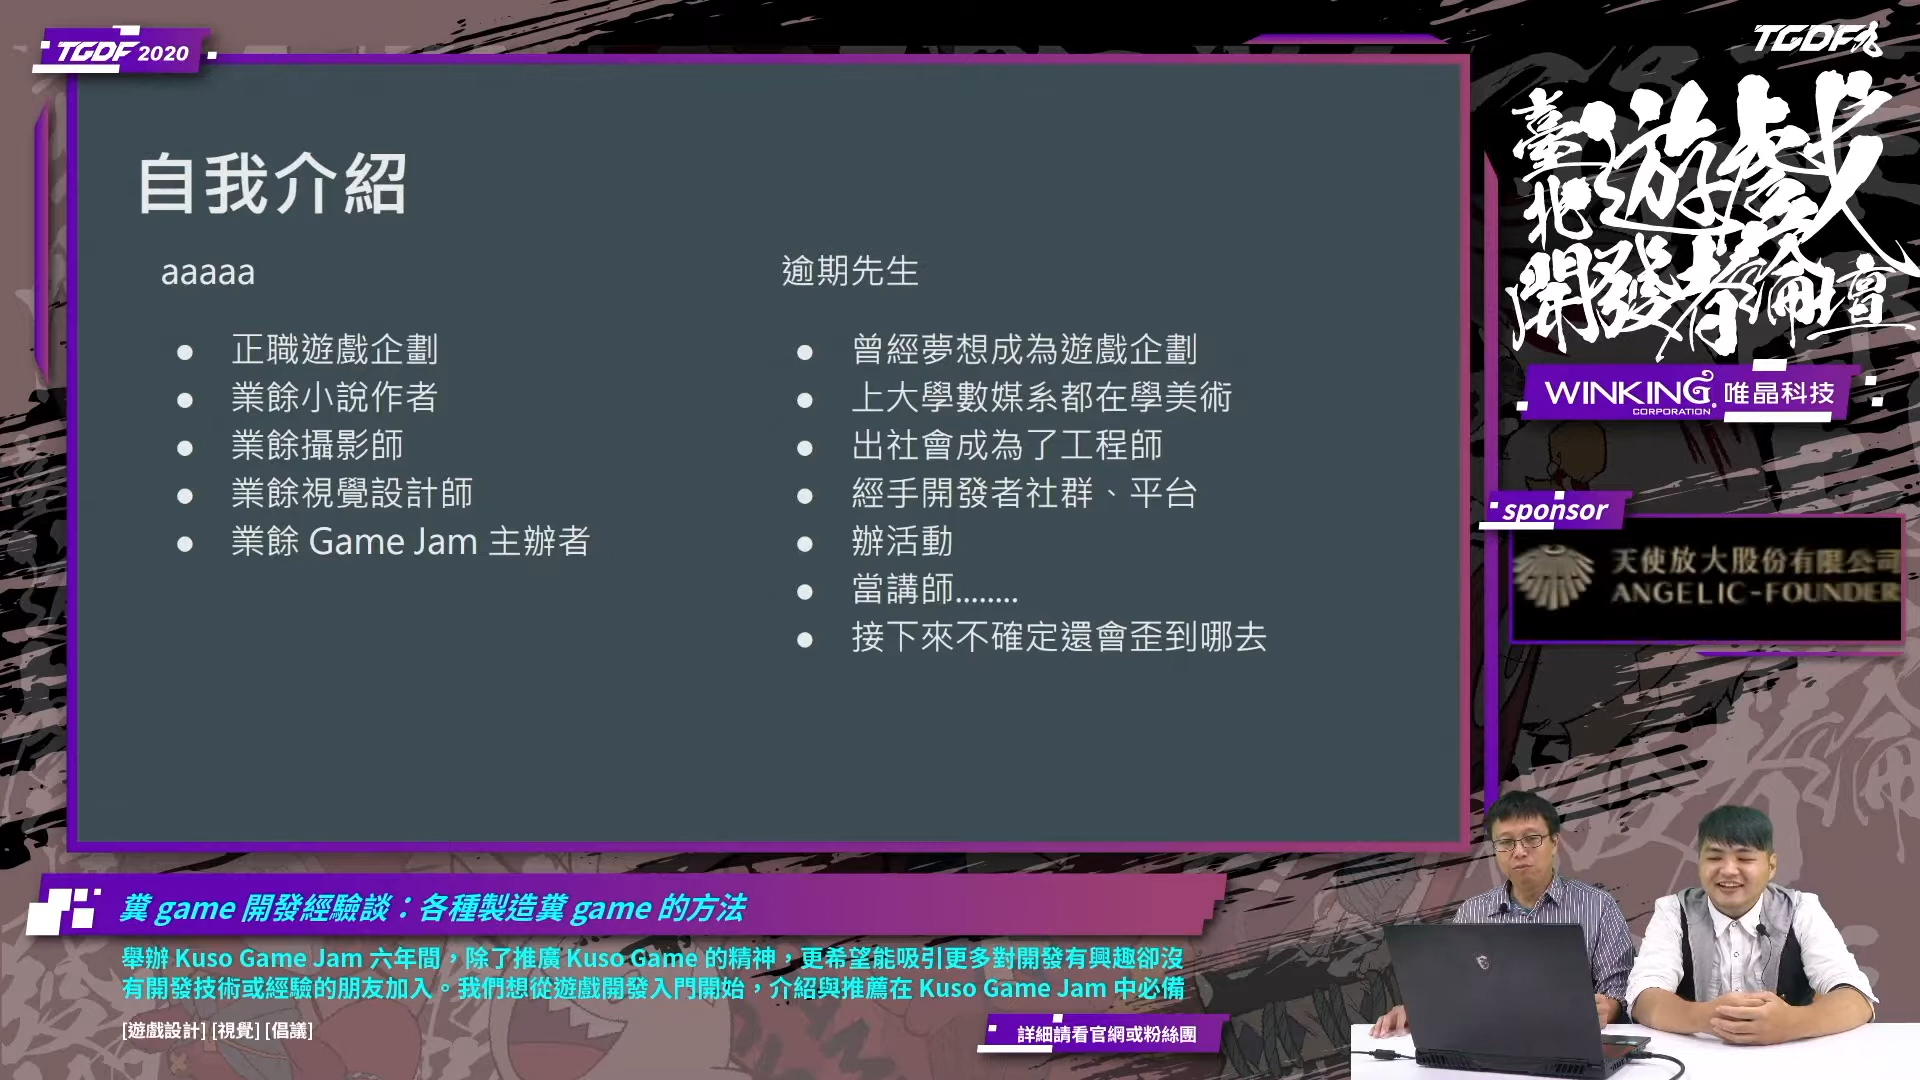 TGDF 2020
自我介紹
aaaaa
● 正職遊戲企劃
● 業餘小說作者
● 業餘攝影師
● 業餘視覺設計師
● 業餘 Game Jam 主辦者
逾期先生
● 曾經夢想成為遊戲企劃
● 上大學數媒系都在學美術
● 出社會成為了工程師
● 經手開發者社群、平台
● 辦活動
● 當講師........
● 接下來不確定還會歪到哪去
TGDF九
臺北遊戲
開發者論壇
WINKING CORPORATION 唯晶科技
sponsor
天使放大股份有限公司
ANGELIC-FOUNDER
糞 game 開發經驗談：各種製造糞 game 的方法
舉辦 Kuso Game Jam 六年間，除了推廣 Kuso Game 的精神，更希望能吸引更多對開發有興趣卻沒
有開發技術或經驗的朋友加入。我們想從遊戲開發入門開始，介紹與推薦在 Kuso Game Jam 中必備
[遊戲設計] [視覺] [倡議]
詳細請看官網或粉絲團